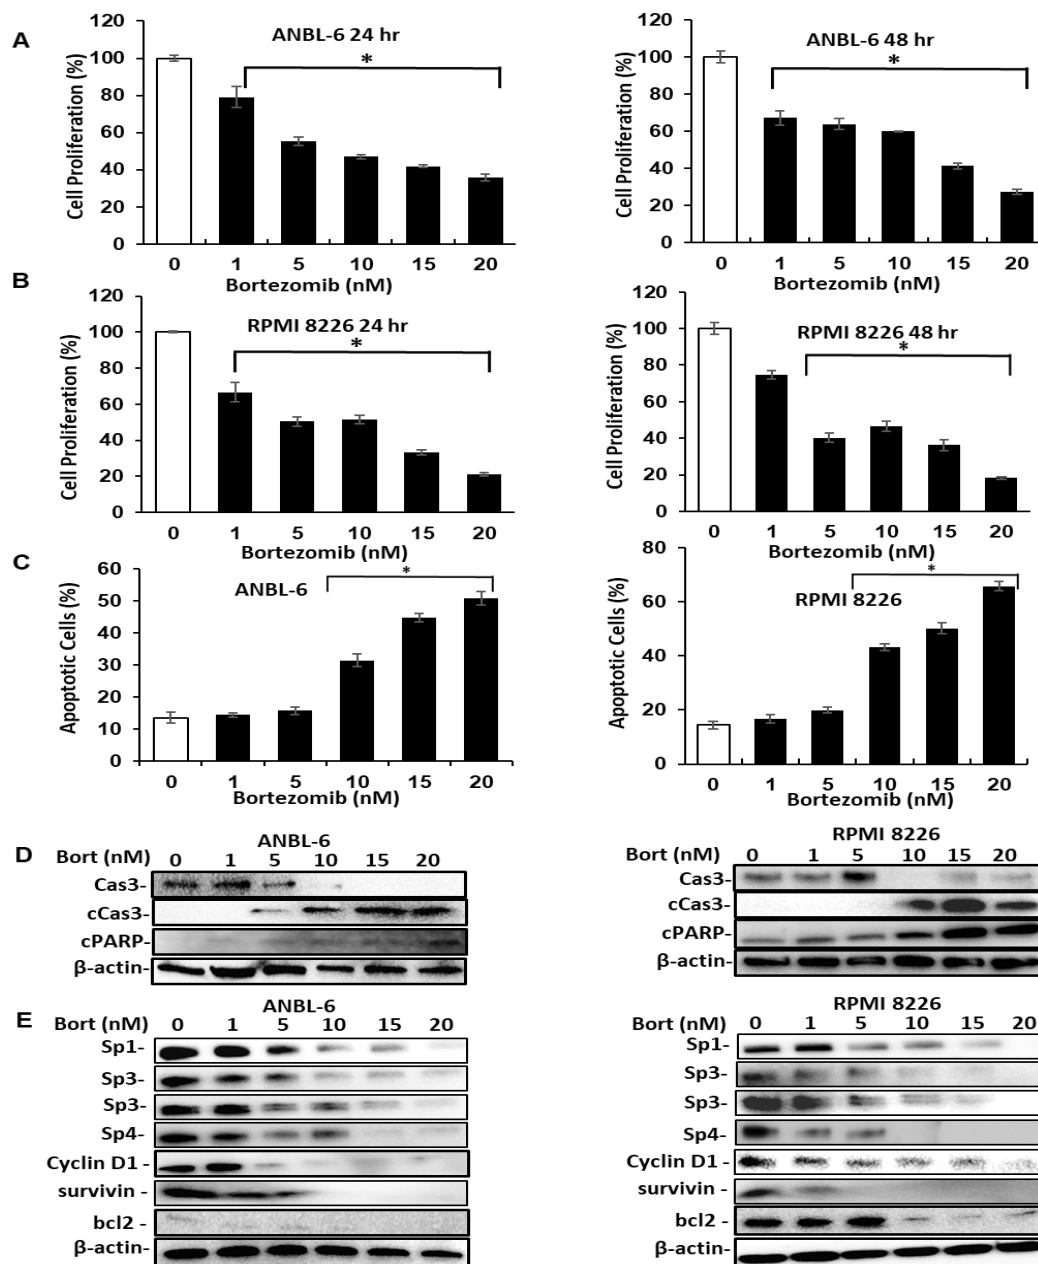 A
ANBL-6 24 hr
*
Cell Proliferation (%)
120
100
80
60
40
20
0
0 1 5 10 15 20
Bortezomib (nM)
ANBL-6 48 hr
*
Cell Proliferation (%)
120
100
80
60
40
20
0
0 1 5 10 15 20
Bortezomib (nM)
B
RPMI 8226 24 hr
*
Cell Proliferation (%)
120
100
80
60
40
20
0
0 1 5 10 15 20
Bortezomib (nM)
RPMI 8226 48 hr
*
Cell Proliferation (%)
120
100
80
60
40
20
0
0 1 5 10 15 20
Bortezomib (nM)
C
ANBL-6
*
Apoptotic Cells (%)
60
50
40
31
20
10
0
0 1 5 10 15 20
Bortezomib (nM)
RPMI 8226
*
Apoptotic Cells (%)
80
60
40
20
0
0 1 5 10 15 20
Bortezomib (nM)
D
ANBL-6
Bort (nM) 0 1 5 10 15 20
Cas3-
cCas3-
cPARP-
β-actin-
RPMI 8226
Bort (nM) 0 1 5 10 15 20
Cas3-
cCas3-
cPARP-
β-actin-
E
ANBL-6
Bort (nM) 0 1 5 10 15 20
Sp1-
Sp3-
Sp3-
Sp4-
Cyclin D1 -
survivin -
bcl2 -
β-actin-
RPMI 8226
Bort (nM) 0 1 5 10 15 20
Sp1-
Sp3-
Sp3-
Sp4-
Cyclin D1 -
survivin -
bcl2 -
β-actin-